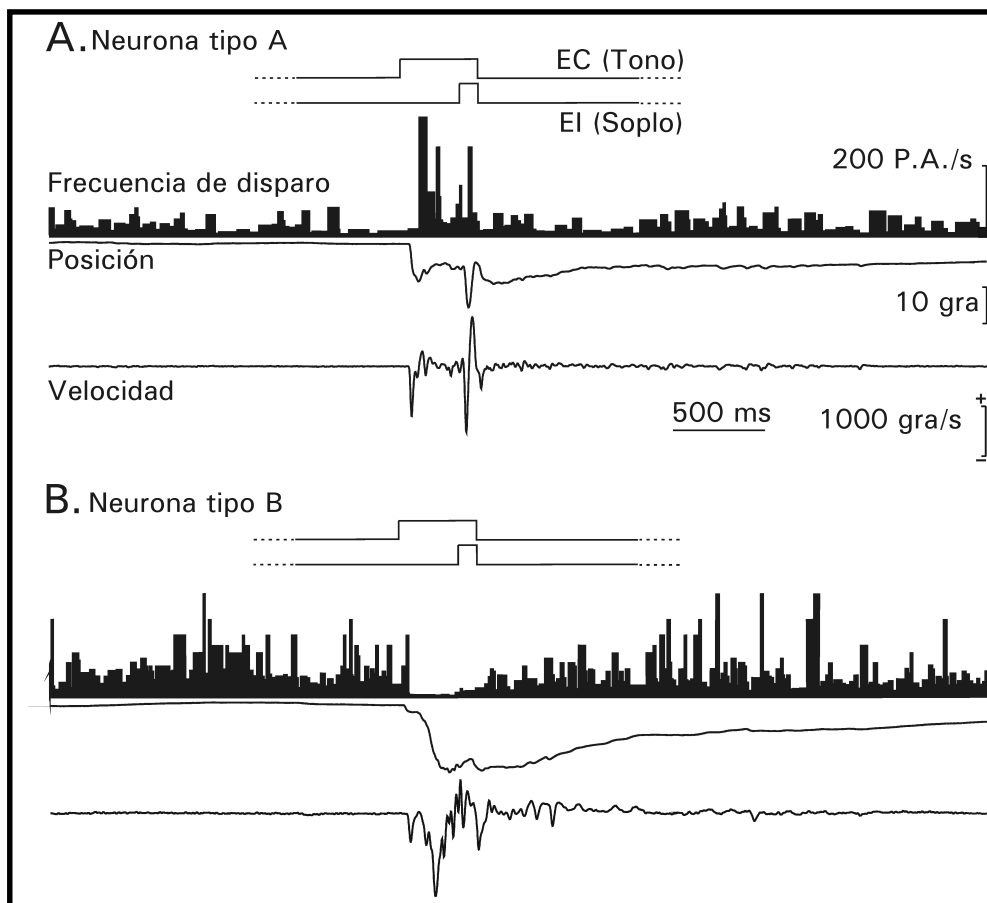 A. Neurona tipo A
EC (Tono)
EI (Soplo)
200 P.A./s
Frecuencia de disparo
Posición
10 gra
Velocidad
500 ms
1000 gra/s
+
−
B. Neurona tipo B